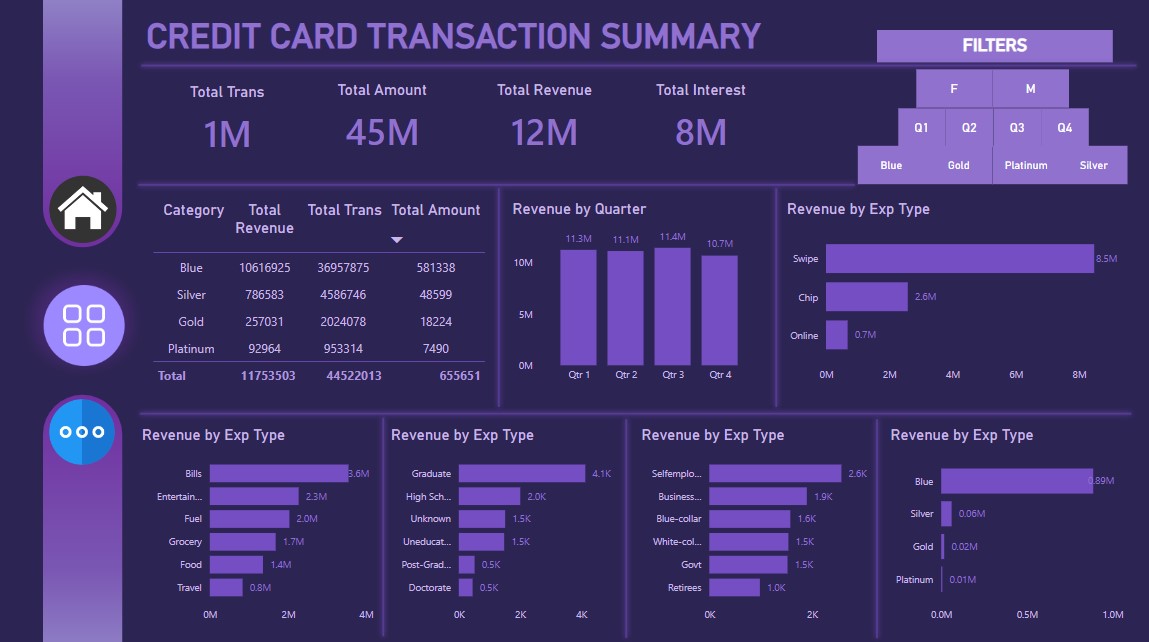 CREDIT CARD TRANSACTION SUMMARY
FILTERS
Total Trans Total Amount Total Revenue Total Interest
1M 45M 12M 8M
F M
Q1 Q2 Q3 Q4
Blue Gold Platinum Silver
Category Total Revenue Total Trans Total Amount
Blue 10616925 36957875 581338
Silver 786583 4586746 48599
Gold 257031 2024078 18224
Platinum 92964 953314 7490
Total 11753503 44522013 655651
Revenue by Quarter
11.3M 11.1M 11.4M 10.7M
10M
5M
0M
Qtr 1 Qtr 2 Qtr 3 Qtr 4
Revenue by Exp Type
Swipe 8.5M
Chip 2.6M
Online 0.7M
0M 2M 4M 6M 8M
Revenue by Exp Type
Bills 3.6M
Entertain... 2.3M
Fuel 2.0M
Grocery 1.7M
Food 1.4M
Travel 0.8M
0M 2M 4M
Revenue by Exp Type
Graduate 4.1K
High Sch... 2.0K
Unknown 1.5K
Uneducat... 1.5K
Post-Grad... 0.5K
Doctorate 0.5K
0K 2K 4K
Revenue by Exp Type
Selfemplo... 2.6K
Business... 1.9K
Blue-collar 1.6K
White-col... 1.5K
Govt 1.5K
Retirees 1.0K
0K 2K
Revenue by Exp Type
Blue 0.89M
Silver 0.06M
Gold 0.02M
Platinum 0.01M
0.0M 0.5M 1.0M